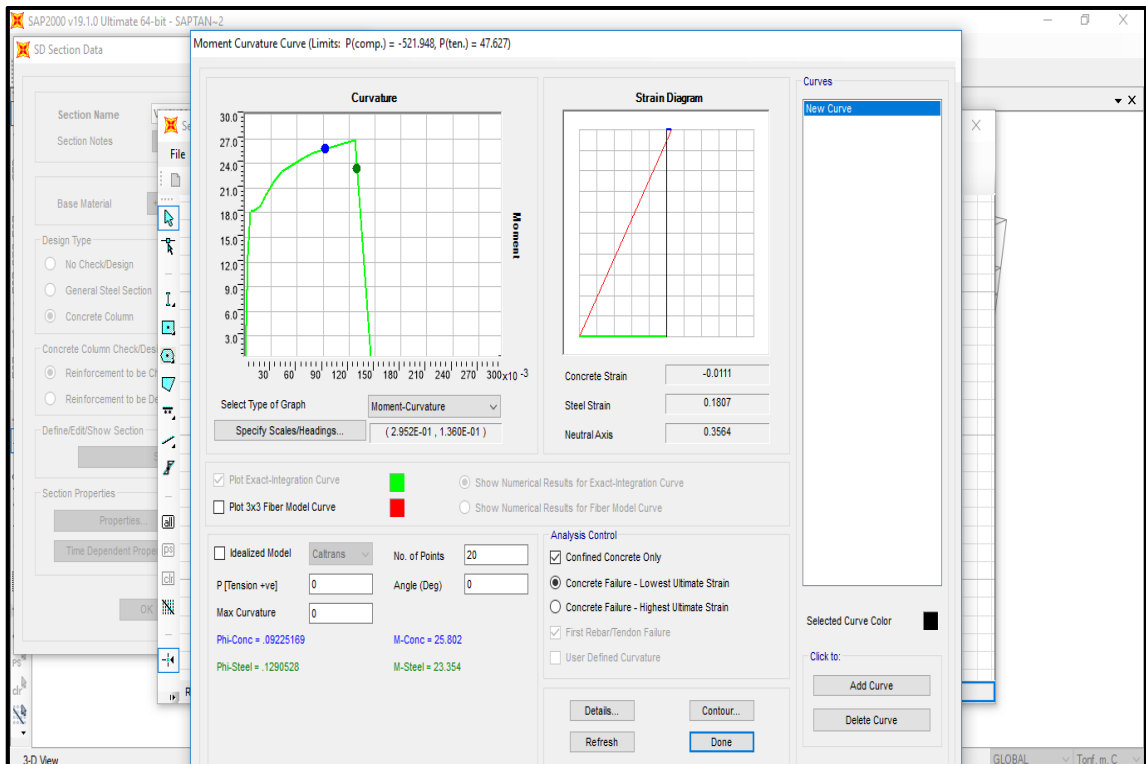 SAP2000 v19.1.0 Ultimate 64-bit - SAPTAN~2
SD Section Data
Moment Curvature Curve (Limits: P(comp.) = -521.948, P(ten.) = 47.627)
Section Name
Section Notes
Base Material
Design Type
No Check/Design
General Steel Section
Concrete Column
Concrete Column Check/Des
Reinforcement to be
Reinforcement to be
Define/Edit/Show Section
Section Properties
Properties...
Time Dependent Prope
OK
File
all
ps
clr
Curvature
30.0
27.0
24.0
21.0
18.0
15.0
12.0
9.0
6.0
3.0
Moment
30 60 90 120 150 180 210 240 270 300 x10 -3
Select Type of Graph Moment-Curvature
Specify Scales/Headings... ( 2.952E-01 , 1.360E-01 )
Strain Diagram
Concrete Strain -0.0111
Steel Strain 0.1807
Neutral Axis 0.3564
Curves
New Curve
Plot Exact-Integration Curve
Show Numerical Results for Exact-Integration Curve
Plot 3x3 Fiber Model Curve
Show Numerical Results for Fiber Model Curve
Idealized Model Caltrans No. of Points 20
P [Tension +ve] 0 Angle (Deg) 0
Max Curvature 0
Phi-Conc = .09225169 M-Conc = 25.802
Phi-Steel = .1290528 M-Steel = 23.354
Analysis Control
Confined Concrete Only
Concrete Failure - Lowest Ultimate Strain
Concrete Failure - Highest Ultimate Strain
First Rebar/Tendon Failure
User Defined Curvature
Details... Contour...
Refresh Done
Selected Curve Color
Click to:
Add Curve
Delete Curve
ps
clr
3-D View
GLOBAL
Tonf, m, C